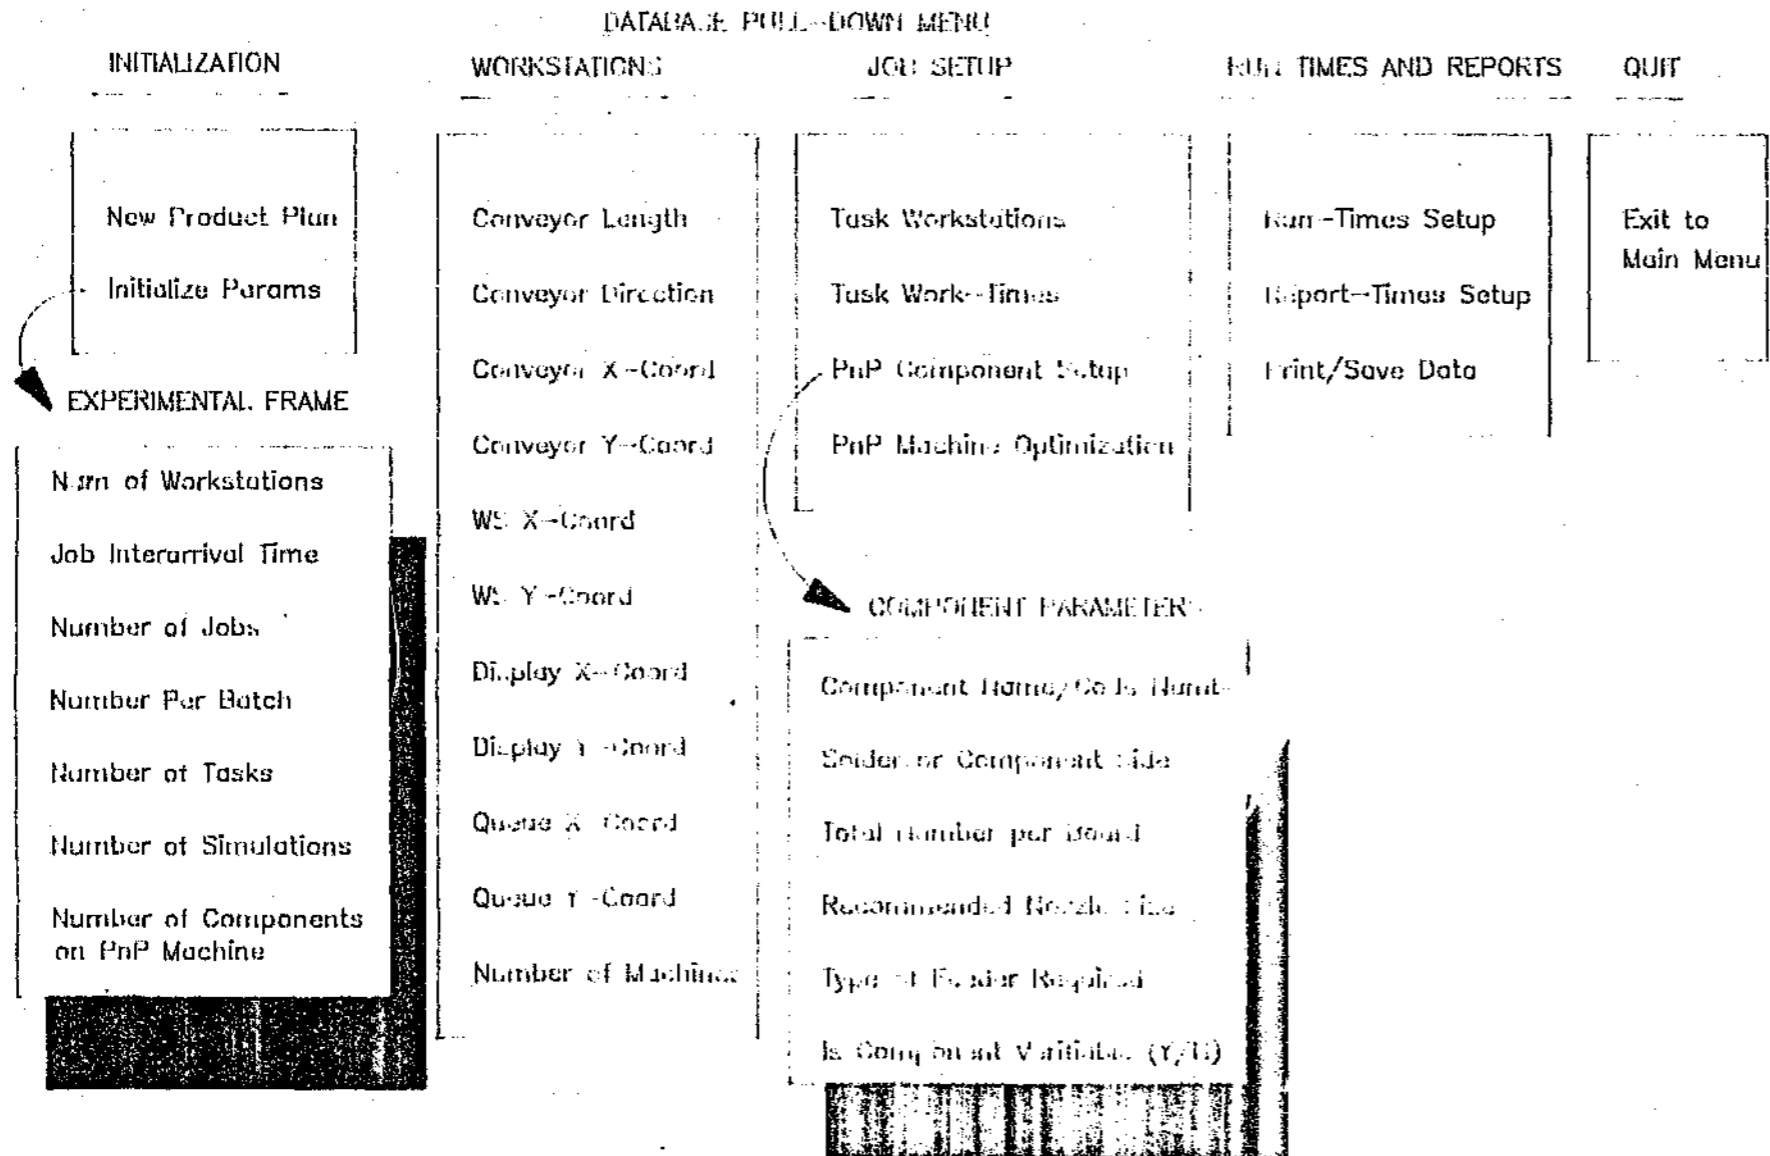 DATABASE PULL-DOWN MENU
INITIALIZATION
WORKSTATIONS
JOB SETUP
RUN TIMES AND REPORTS
QUIT
New Product Plan
Initialize Params
EXPERIMENTAL FRAME
Num of Workstations
Job Interarrival Time
Number of Jobs
Number Per Batch
Number of Tasks
Number of Simulations
Number of Components
on PnP Machine
Conveyor Length
Conveyor Direction
Conveyor X-Coord
Conveyor Y-Coord
WS X-Coord
WS Y-Coord
Display X-Coord
Display Y-Coord
Queue X-Coord
Queue Y-Coord
Number of Machines
Task Workstations
Task Work-Times
PnP Component Setup
PnP Machine Optimization
COMPONENT PARAMETERS
Component Name/
Solder or Component Side
Total Number per Board
Recommended Nozzle Size
Type of Feeder Required
Is Component (Y/N)
Run-Times Setup
Report-Times Setup
Print/Save Data
Exit to
Main Menu